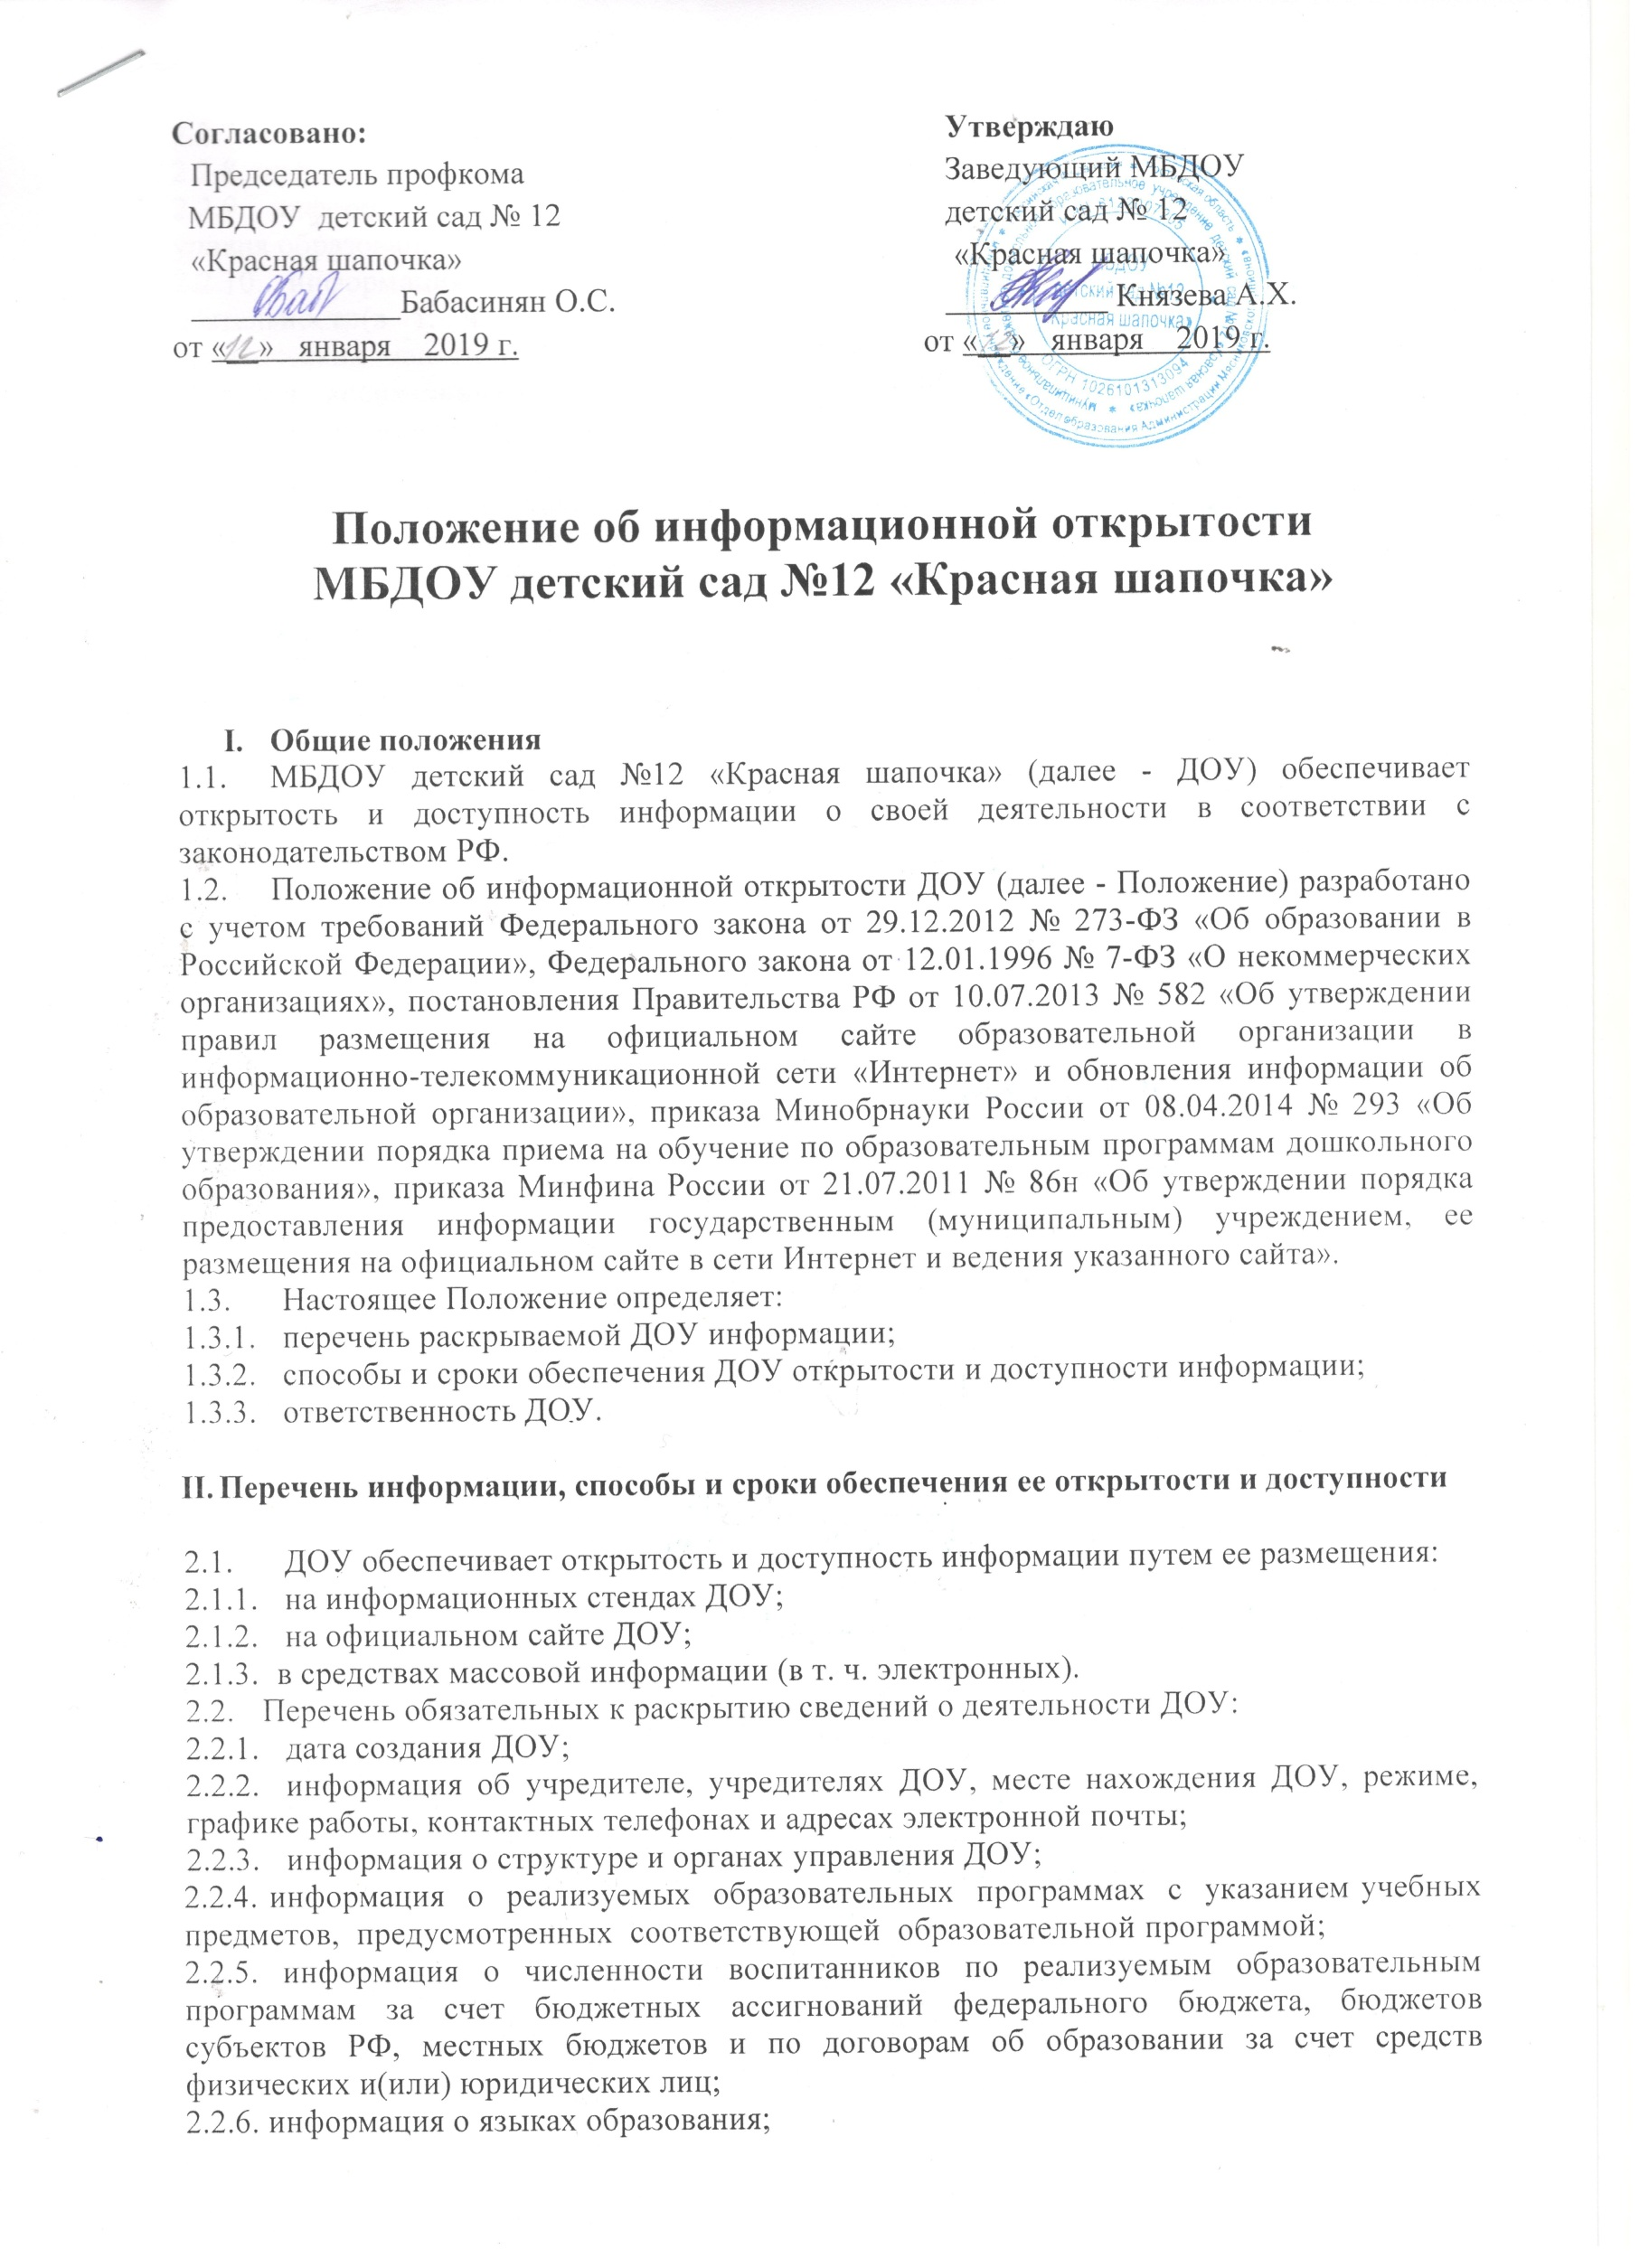 Согласовано:
Председатель профкома
МБДОУ детский сад № 12
«Красная шапочка»
Бабасинян О.С.
от «12» января 2019 г.
Утверждаю
Заведующий МБДОУ
детский сад № 12
«Красная шапочка»
Князева А.Х.
от «12» января 2019 г.
детский сад №12
«Красная шапочка»
ОГРН 1026101313094
Положение об информационной открытости
МБДОУ детский сад №12 «Красная шапочка»
I. Общие положения
1.1. МБДОУ детский сад №12 «Красная шапочка» (далее - ДОУ) обеспечивает
открытость и доступность информации о своей деятельности в соответствии с
законодательством РФ.
1.2. Положение об информационной открытости ДОУ (далее - Положение) разработано
с учетом требований Федерального закона от 29.12.2012 № 273-ФЗ «Об образовании в
Российской Федерации», Федерального закона от 12.01.1996 № 7-ФЗ «О некоммерческих
организациях», постановления Правительства РФ от 10.07.2013 № 582 «Об утверждении
правил размещения на официальном сайте образовательной организации в
информационно-телекоммуникационной сети «Интернет» и обновления информации об
образовательной организации», приказа Минобрнауки России от 08.04.2014 № 293 «Об
утверждении порядка приема на обучение по образовательным программам дошкольного
образования», приказа Минфина России от 21.07.2011 № 86н «Об утверждении порядка
предоставления информации государственным (муниципальным) учреждением, ее
размещения на официальном сайте в сети Интернет и ведения указанного сайта».
1.3. Настоящее Положение определяет:
1.3.1. перечень раскрываемой ДОУ информации;
1.3.2. способы и сроки обеспечения ДОУ открытости и доступности информации;
1.3.3. ответственность ДОУ.
II. Перечень информации, способы и сроки обеспечения ее открытости и доступности
2.1. ДОУ обеспечивает открытость и доступность информации путем ее размещения:
2.1.1. на информационных стендах ДОУ;
2.1.2. на официальном сайте ДОУ;
2.1.3. в средствах массовой информации (в т. ч. электронных).
2.2. Перечень обязательных к раскрытию сведений о деятельности ДОУ:
2.2.1. дата создания ДОУ;
2.2.2. информация об учредителе, учредителях ДОУ, месте нахождения ДОУ, режиме,
графике работы, контактных телефонах и адресах электронной почты;
2.2.3. информация о структуре и органах управления ДОУ;
2.2.4. информация о реализуемых образовательных программах с указанием учебных
предметов, предусмотренных соответствующей образовательной программой;
2.2.5. информация о численности воспитанников по реализуемым образовательным
программам за счет бюджетных ассигнований федерального бюджета, бюджетов
субъектов РФ, местных бюджетов и по договорам об образовании за счет средств
физических и(или) юридических лиц;
2.2.6. информация о языках образования;